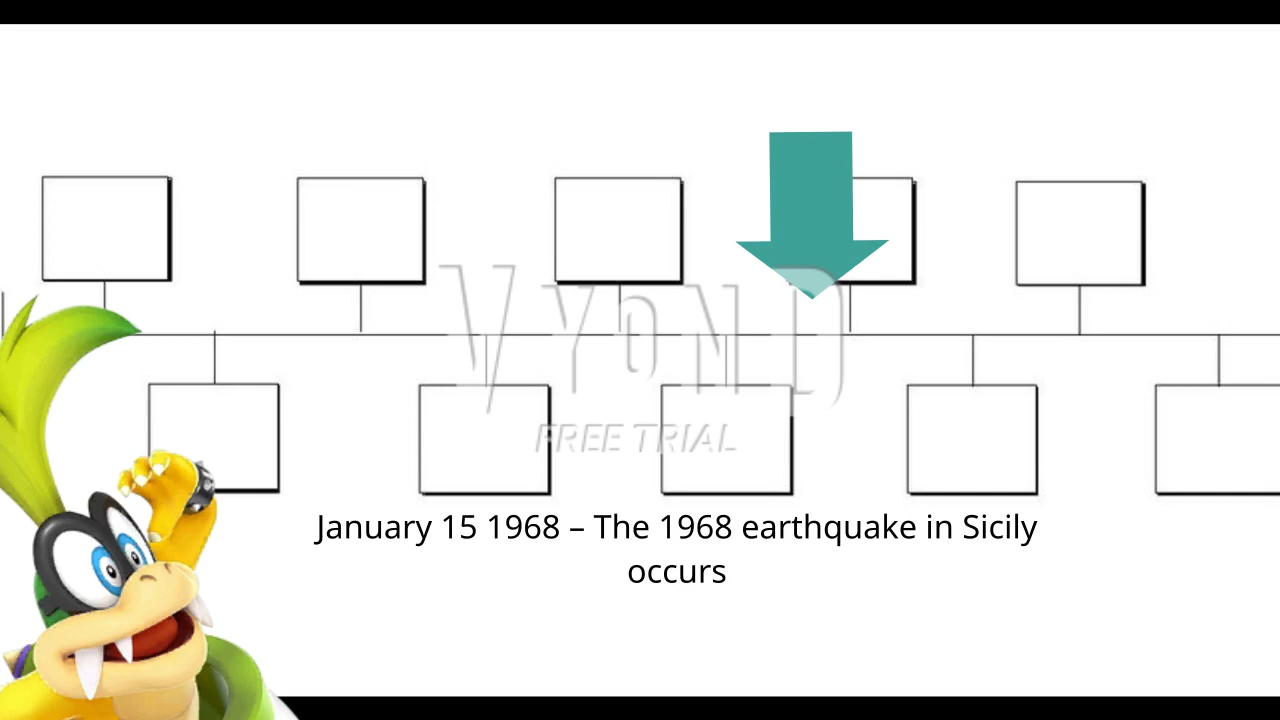 VYOND
FREE TRIAL
January 15 1968 – The 1968 earthquake in Sicily
occurs